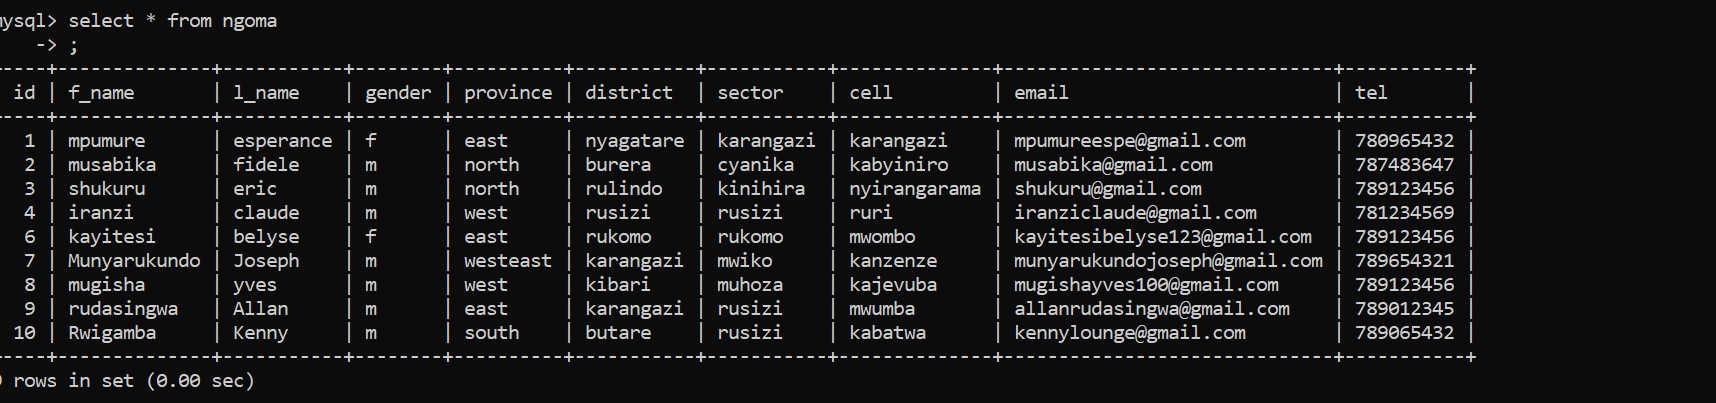 mysql> select * from ngoma
    -> ;
-----+--------------+-----------+--------+----------+-----------+-----------+--------------+------------------------------+-----------+
 id | f_name       | l_name    | gender | province | district  | sector    | cell         | email                        | tel       |
-----+--------------+-----------+--------+----------+-----------+-----------+--------------+------------------------------+-----------+
  1 | mpumure      | esperance | f      | east     | nyagatare | karangazi | karangazi    | mpumureespe@gmail.com        | 780965432 |
  2 | musabika     | fidele    | m      | north    | burera    | cyanika   | kabyiniro    | musabika@gmail.com           | 787483647 |
  3 | shukuru      | eric      | m      | north    | rulindo   | kinihira  | nyirangarama | shukuru@gmail.com            | 789123456 |
  4 | iranzi       | claude    | m      | west     | rusizi    | rusizi    | ruri         | iranziclaude@gmail.com       | 781234569 |
  6 | kayitesi     | belyse    | f      | east     | rukomo    | rukomo    | mwombo       | kayitesibelyse123@gmail.com  | 789123456 |
  7 | Munyarukundo | Joseph    | m      | westeast | karangazi | mwiko     | kanzenze     | munyarukundojoseph@gmail.com | 789654321 |
  8 | mugisha      | yves      | m      | west     | kibari    | muhoza    | kajevuba     | mugishayves100@gmail.com     | 789123456 |
  9 | rudasingwa   | Allan     | m      | east     | karangazi | rusizi    | mwumba       | allanrudasingwa@gmail.com    | 789012345 |
 10 | Rwigamba     | Kenny     | m      | south    | butare    | rusizi    | kabatwa      | kennylounge@gmail.com        | 789065432 |
-----+--------------+-----------+--------+----------+-----------+-----------+--------------+------------------------------+-----------+
rows in set (0.00 sec)